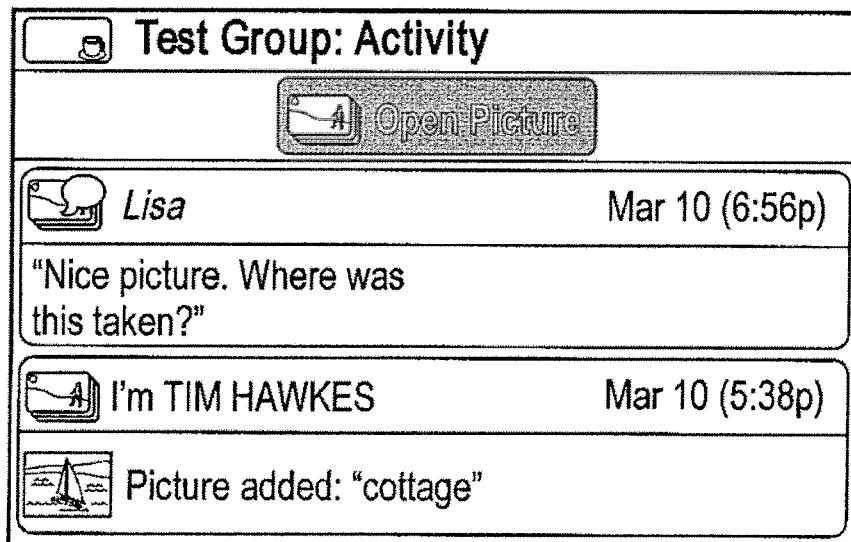 Test Group: Activity
Open Picture
Lisa Mar 10 (6:56p)
“Nice picture. Where was
this taken?”
I'm TIM HAWKES Mar 10 (5:38p)
Picture added: “cottage”